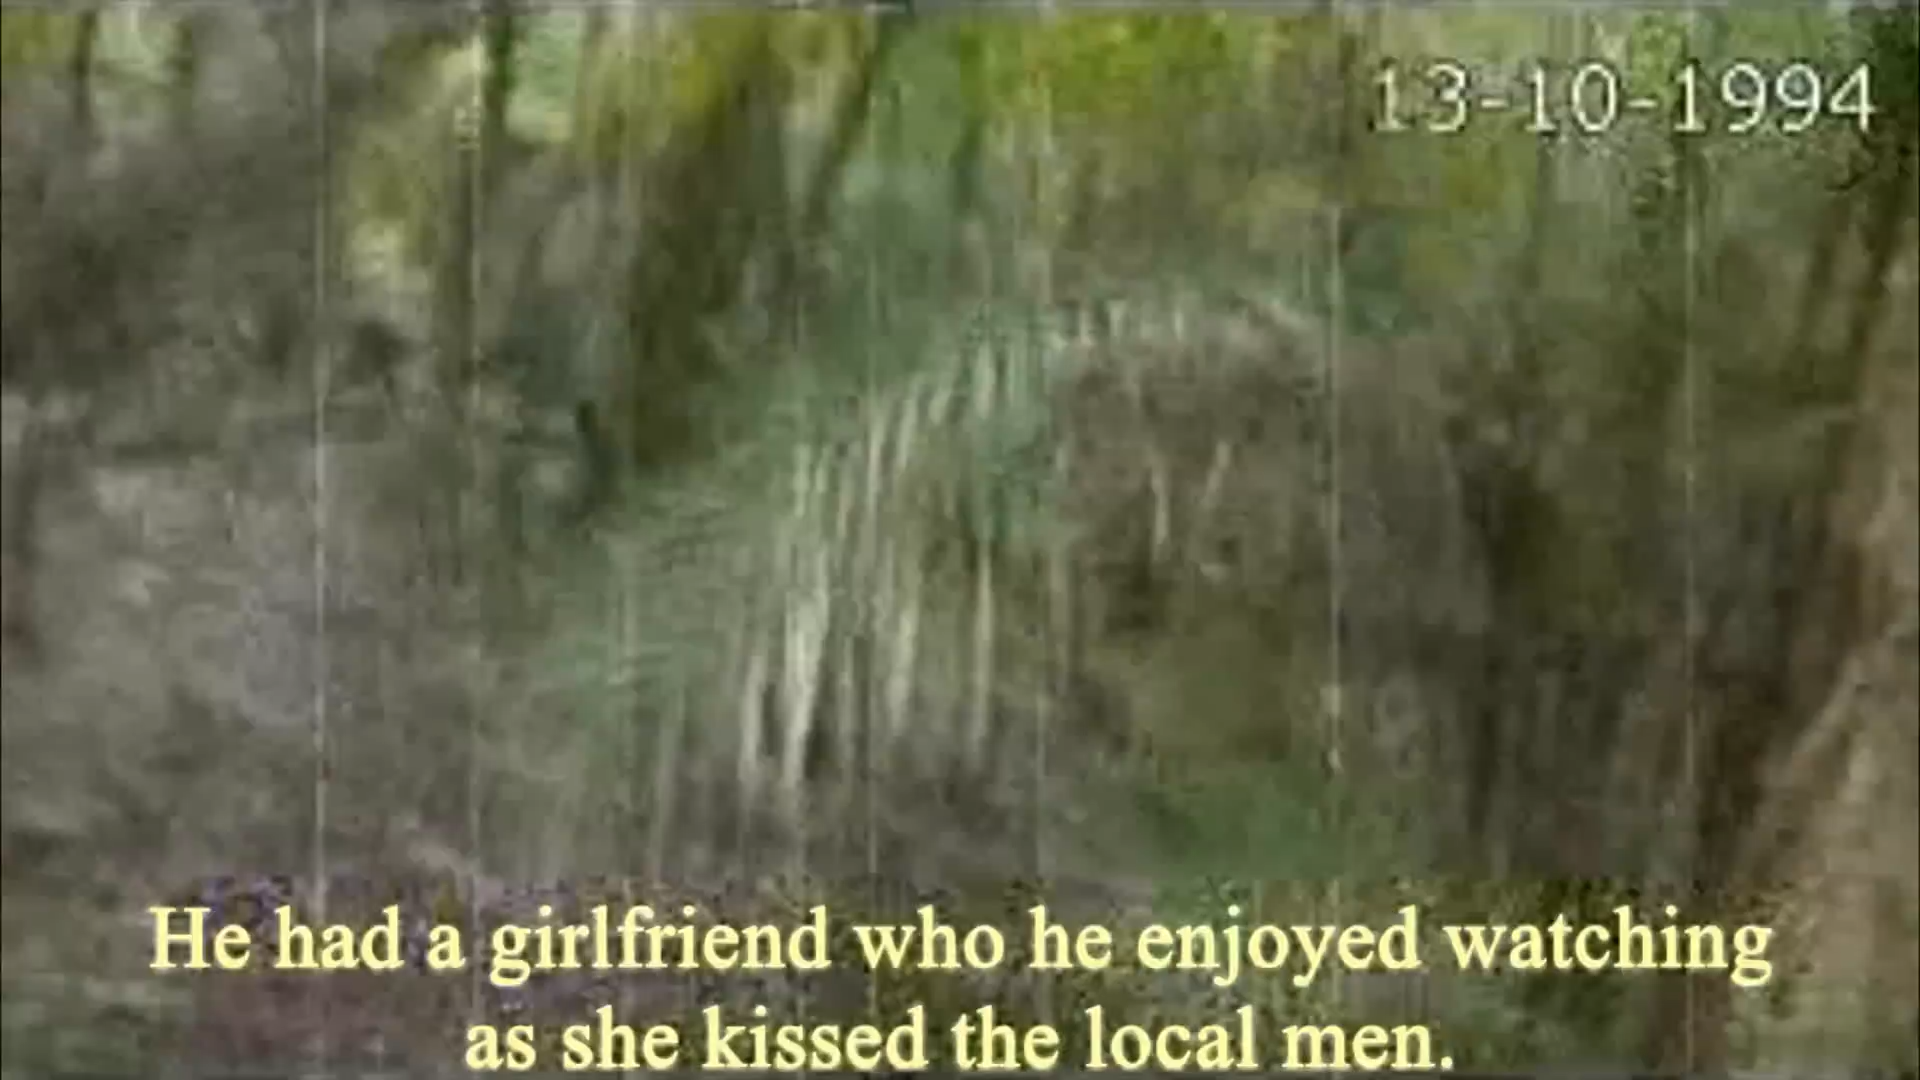 13-10-1994
He had a girlfriend who he enjoyed watching
as she kissed the local men.